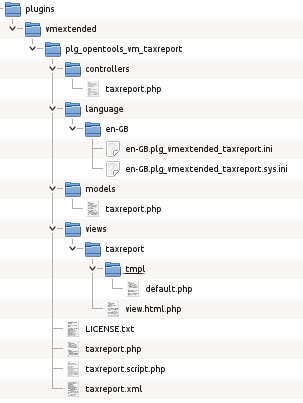 plugins
vmextended
plg_opentools_vm_taxreport
controllers
taxreport.php
language
en-GB
en-GB.plg_vmextended_taxreport.ini
en-GB.plg_vmextended_taxreport.sys.ini
models
taxreport.php
views
taxreport
tmpl
default.php
view.html.php
LICENSE.txt
taxreport.php
taxreport.script.php
taxreport.xml